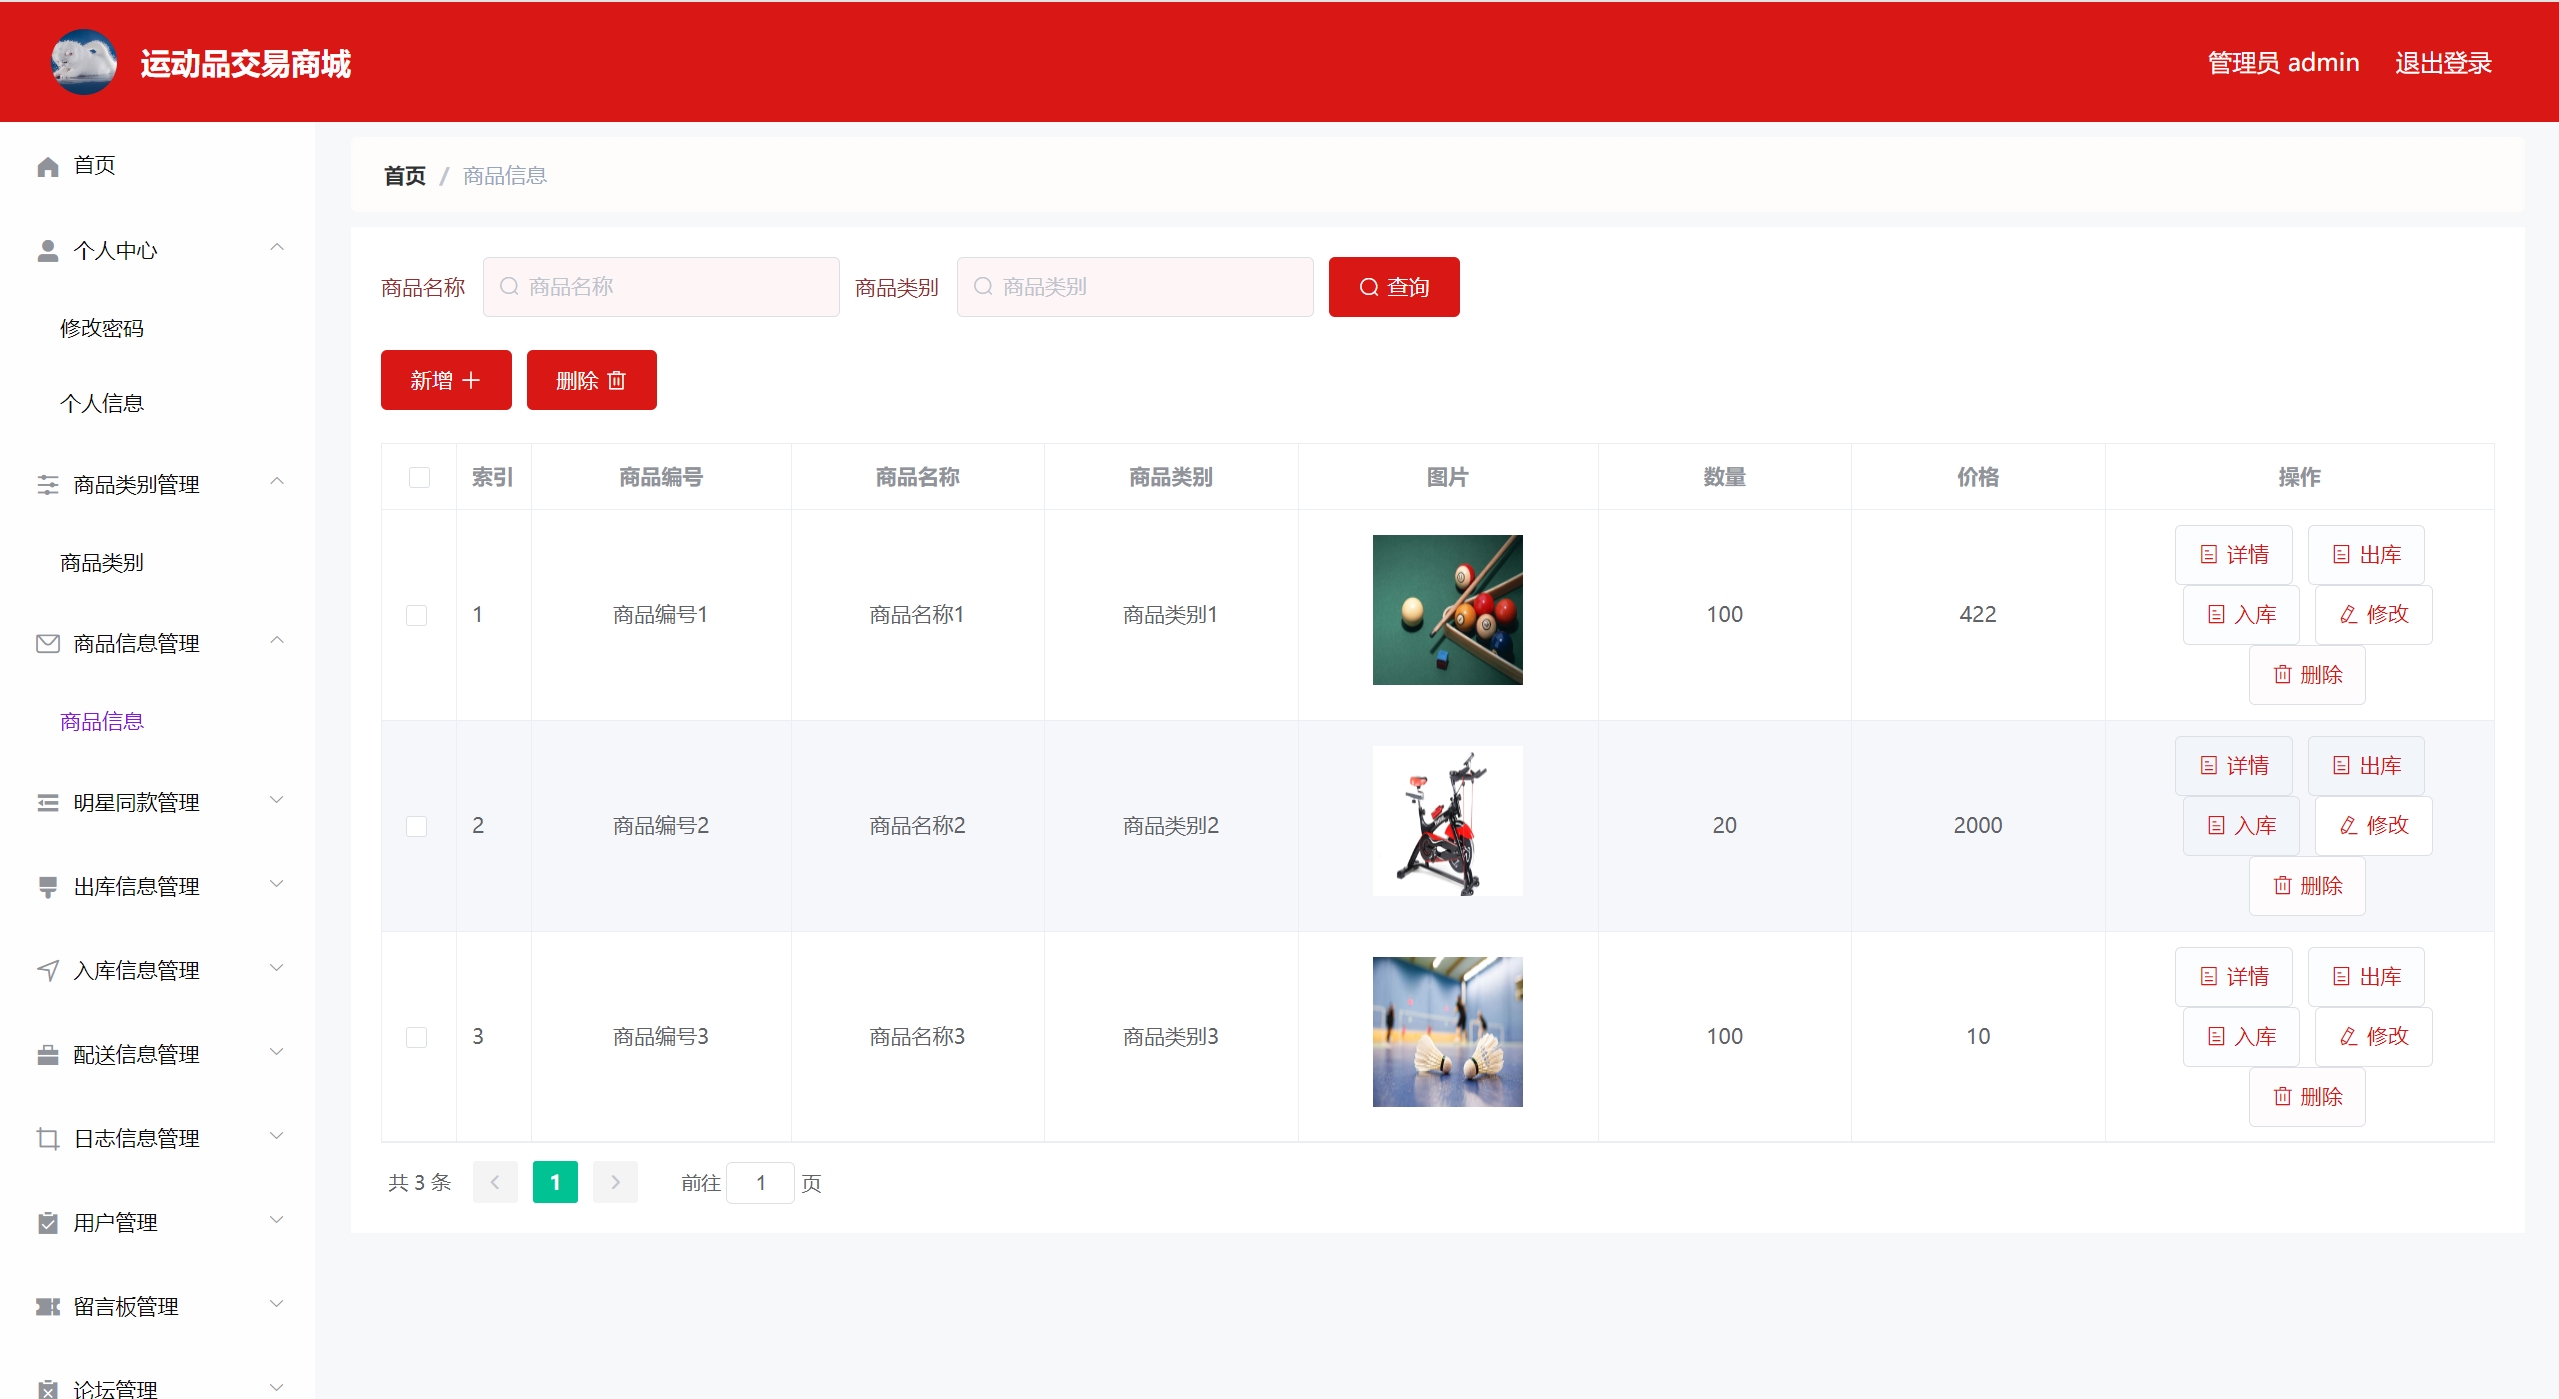 运动品交易商城
管理员 admin 退出登录
首页
个人中心
修改密码
个人信息
商品类别管理
商品类别
商品信息管理
商品信息
明星同款管理
出库信息管理
入库信息管理
配送信息管理
日志信息管理
用户管理
留言板管理
论坛管理
首页 / 商品信息
商品名称 商品名称 商品类别 商品类别 查询
新增 删除
索引 商品编号 商品名称 商品类别 图片 数量 价格 操作
1 商品编号1 商品名称1 商品类别1 100 422
详情 出库
入库 修改
删除
2 商品编号2 商品名称2 商品类别2 20 2000
详情 出库
入库 修改
删除
3 商品编号3 商品名称3 商品类别3 100 10
详情 出库
入库 修改
删除
共 3 条 1 前往 1 页